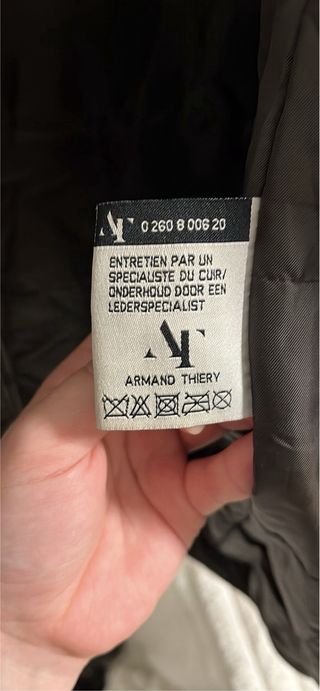 AT 0 260 8 006 20
ENTRETIEN PAR UN
SPECIALISTE DU CUIR/
ONDERHOUD DOOR EEN
LEDERSPECIALIST
AT
ARMAND THIERY